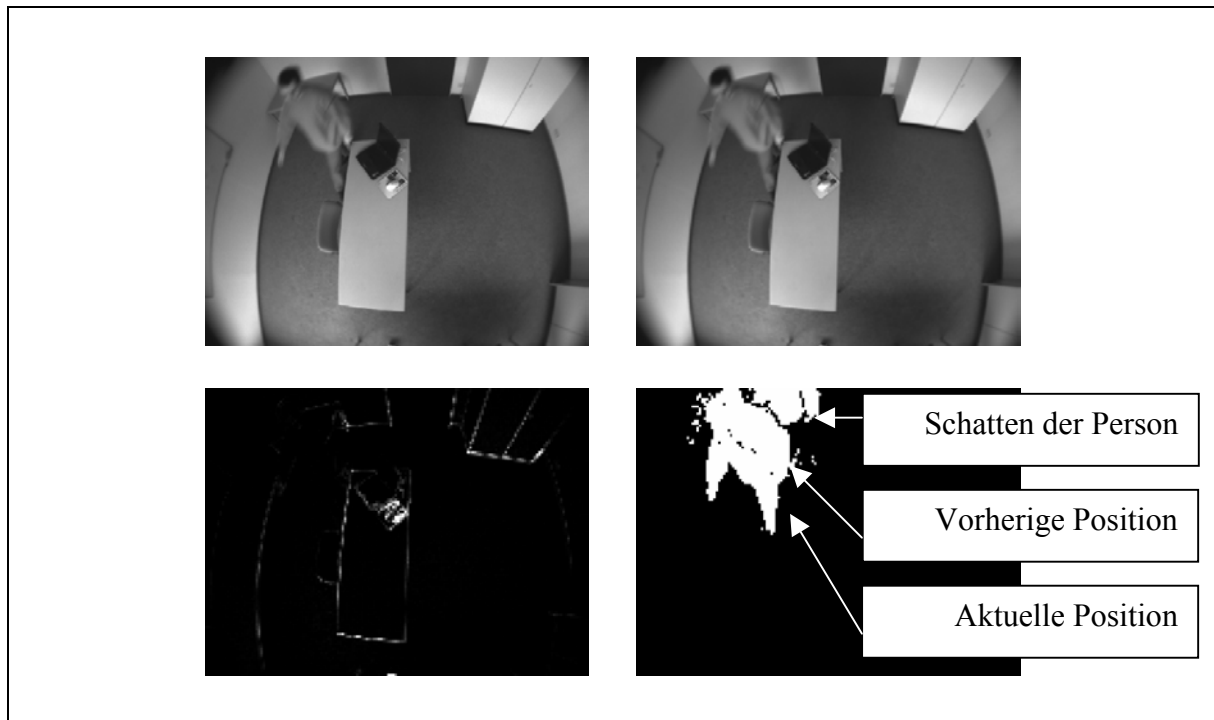 Schatten der Person
Vorherige Position
Aktuelle Position